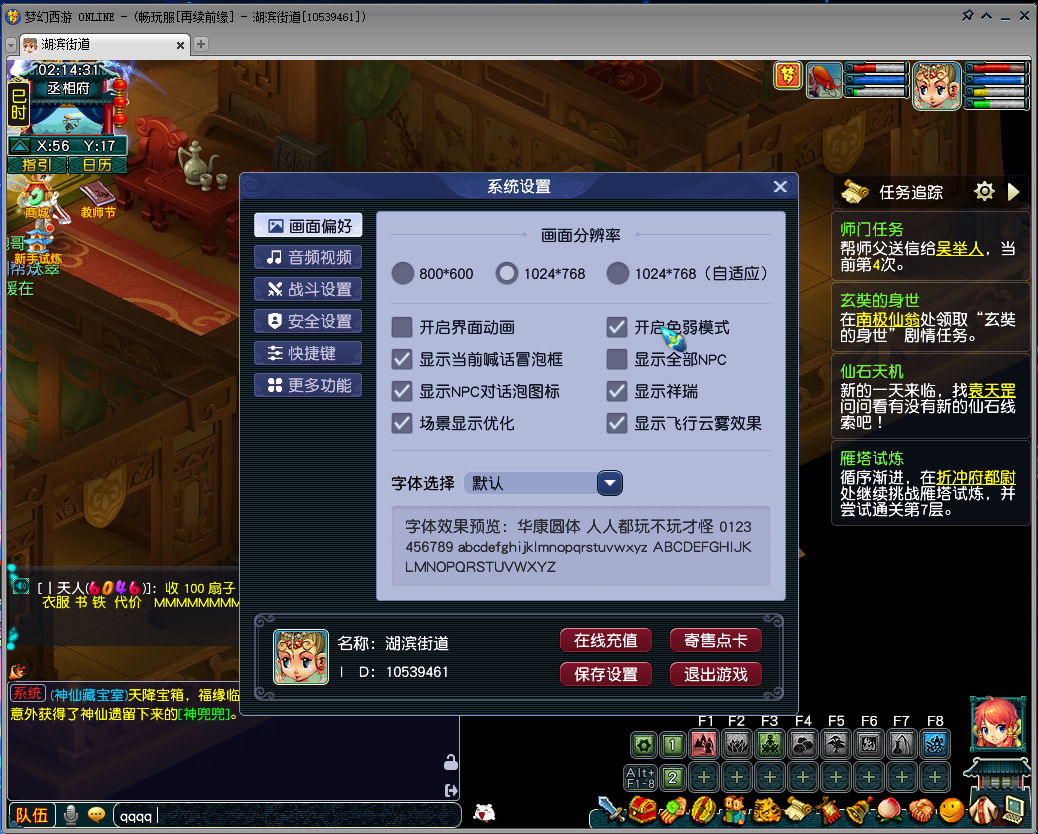 梦幻西游 ONLINE - (畅玩服[再续前缘] - 湖滨街道[10539461])
湖滨街道
02:14:31
丞相府
巳时
X:56 Y:17
指引 日历
商城
教师节
新手试炼
系统设置
画面偏好
音频视频
战斗设置
安全设置
快捷键
更多功能
画面分辨率
800*600
1024*768
1024*768（自适应）
开启界面动画
开启色弱模式
显示当前喊话冒泡框
显示全部NPC
显示NPC对话泡图标
显示祥瑞
场景显示优化
显示飞行云雾效果
字体选择 默认
字体效果预览：华康圆体 人人都玩不玩才怪 0123
456789 abcdefghijklmnopqrstuvwxyz ABCDEFGHIJK
LMNOPQRSTUVWXYZ
名称：湖滨街道
I D：10539461
在线充值
寄售点卡
保存设置
退出游戏
任务追踪
师门任务
帮师父送信给吴举人，当
前第4次。
玄奘的身世
在南极仙翁处领取“玄奘
的身世”剧情任务。
仙石天机
新的一天来临，找袁天罡
问问看有没有新的仙石线
索吧！
雁塔试炼
循序渐进，在折冲府都尉
处继续挑战雁塔试炼，并
尝试通关第7层。
[丨天人(6046)]：收 100 扇子
衣服 书 铁 代价 MMMMMMMM
系统 (神仙藏宝室)天降宝箱，福缘临
意外获得了神仙遗留下来的[神兜兜]。
F1 F2 F3 F4 F5 F6 F7 F8
1
Alt+
F1-8
2
队伍
qqqq